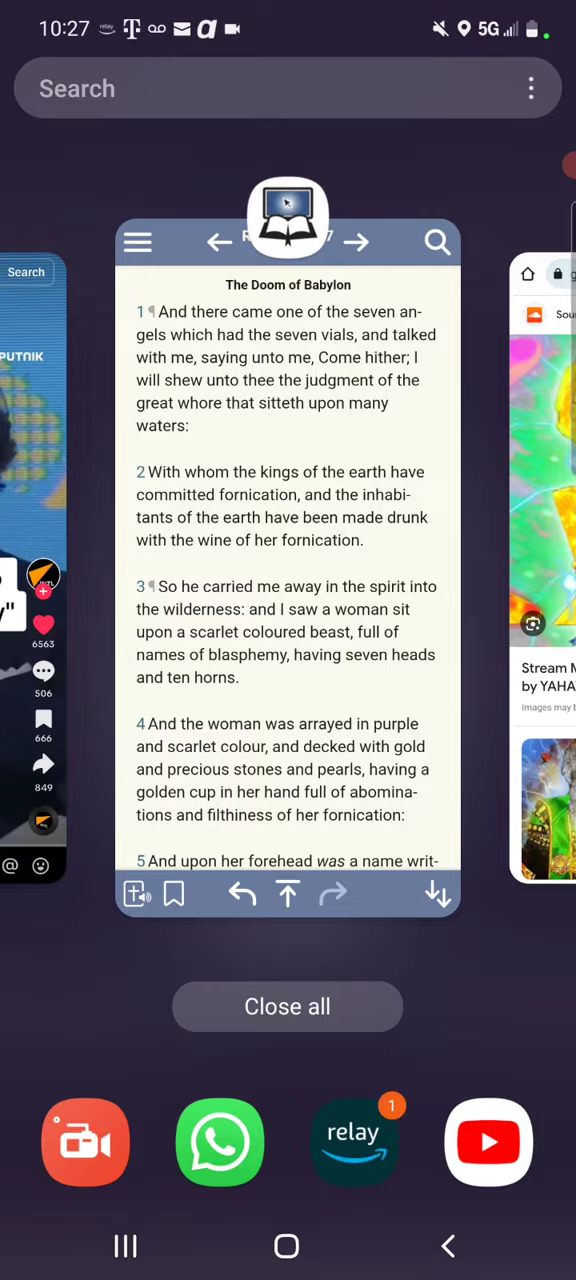 10:27 relay T a 5G
Search
Search
PUTNIK
y"
6563
506
666
849
@
R 7
The Doom of Babylon
1 ¶ And there came one of the seven an-
gels which had the seven vials, and talked
with me, saying unto me, Come hither; I
will shew unto thee the judgment of the
great whore that sitteth upon many
waters:
2 With whom the kings of the earth have
committed fornication, and the inhabi-
tants of the earth have been made drunk
with the wine of her fornication.
3 ¶ So he carried me away in the spirit into
the wilderness: and I saw a woman sit
upon a scarlet coloured beast, full of
names of blasphemy, having seven heads
and ten horns.
4 And the woman was arrayed in purple
and scarlet colour, and decked with gold
and precious stones and pearls, having a
golden cup in her hand full of abomina-
tions and filthiness of her fornication:
5 And upon her forehead was a name writ-
g
Sou
Stream M
by YAHA
Images may b
Close all
relay
1